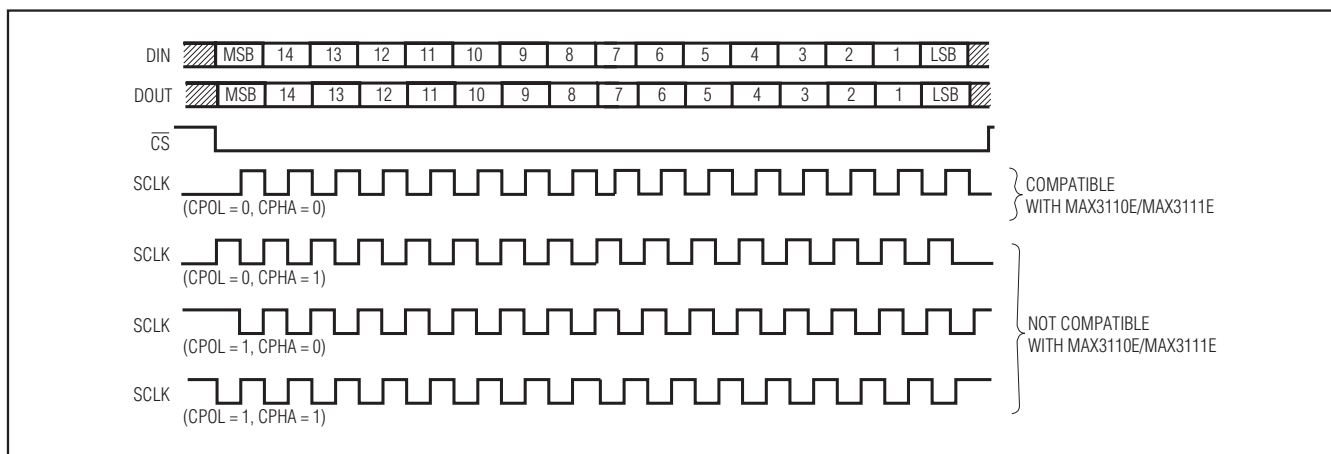 DIN MSB 14 13 12 11 10 9 8 7 6 5 4 3 2 1 LSB
DOUT MSB 14 13 12 11 10 9 8 7 6 5 4 3 2 1 LSB
CS
SCLK
(CPOL = 0, CPHA = 0)
COMPATIBLE
WITH MAX3110E/MAX3111E
SCLK
(CPOL = 0, CPHA = 1)
SCLK
(CPOL = 1, CPHA = 0)
NOT COMPATIBLE
WITH MAX3110E/MAX3111E
SCLK
(CPOL = 1, CPHA = 1)